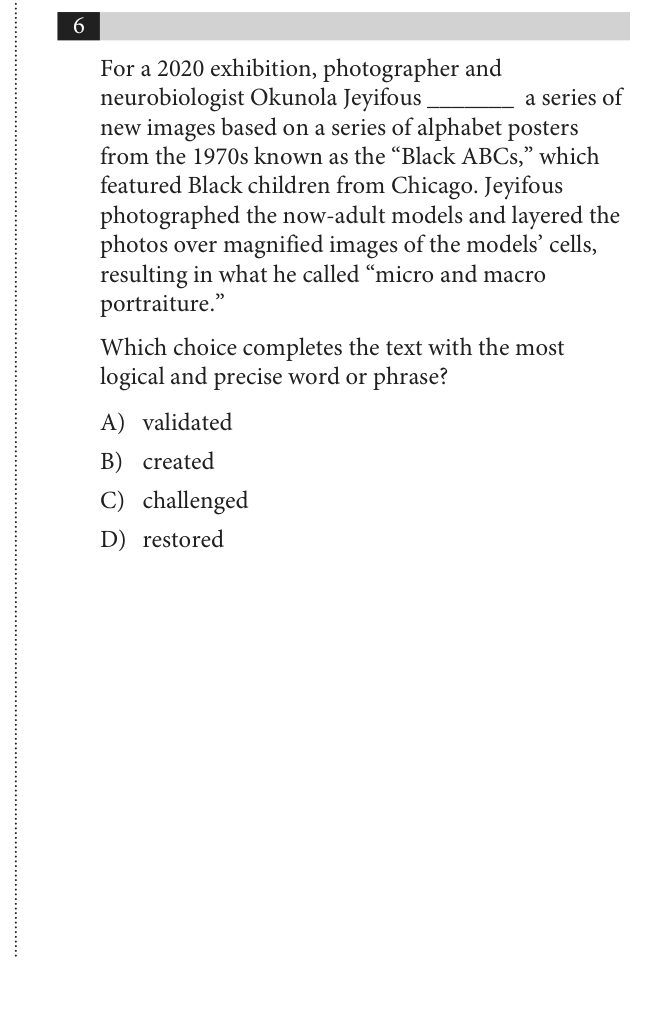 6
For a 2020 exhibition, photographer and
neurobiologist Okunola Jeyifous _______ a series of
new images based on a series of alphabet posters
from the 1970s known as the “Black ABCs,” which
featured Black children from Chicago. Jeyifous
photographed the now-adult models and layered the
photos over magnified images of the models’ cells,
resulting in what he called “micro and macro
portraiture.”
Which choice completes the text with the most
logical and precise word or phrase?
A) validated
B) created
C) challenged
D) restored